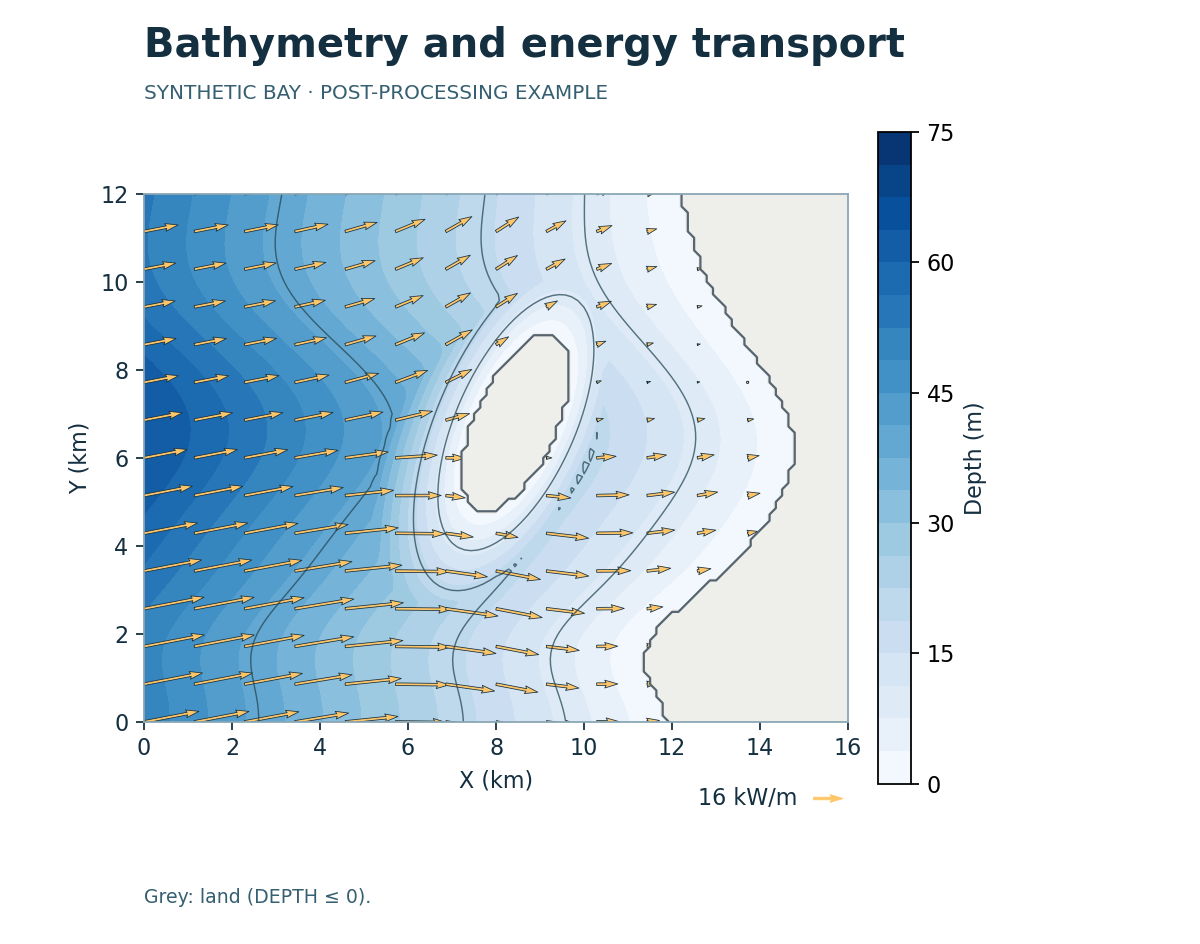 Bathymetry and energy transport
SYNTHETIC BAY · POST-PROCESSING EXAMPLE
75
60
45
30
15
0
Depth (m)
12
10
8
6
4
2
0
Y (km)
0 2 4 6 8 10 12 14 16
X (km)
16 kW/m
Grey: land (DEPTH ≤ 0).